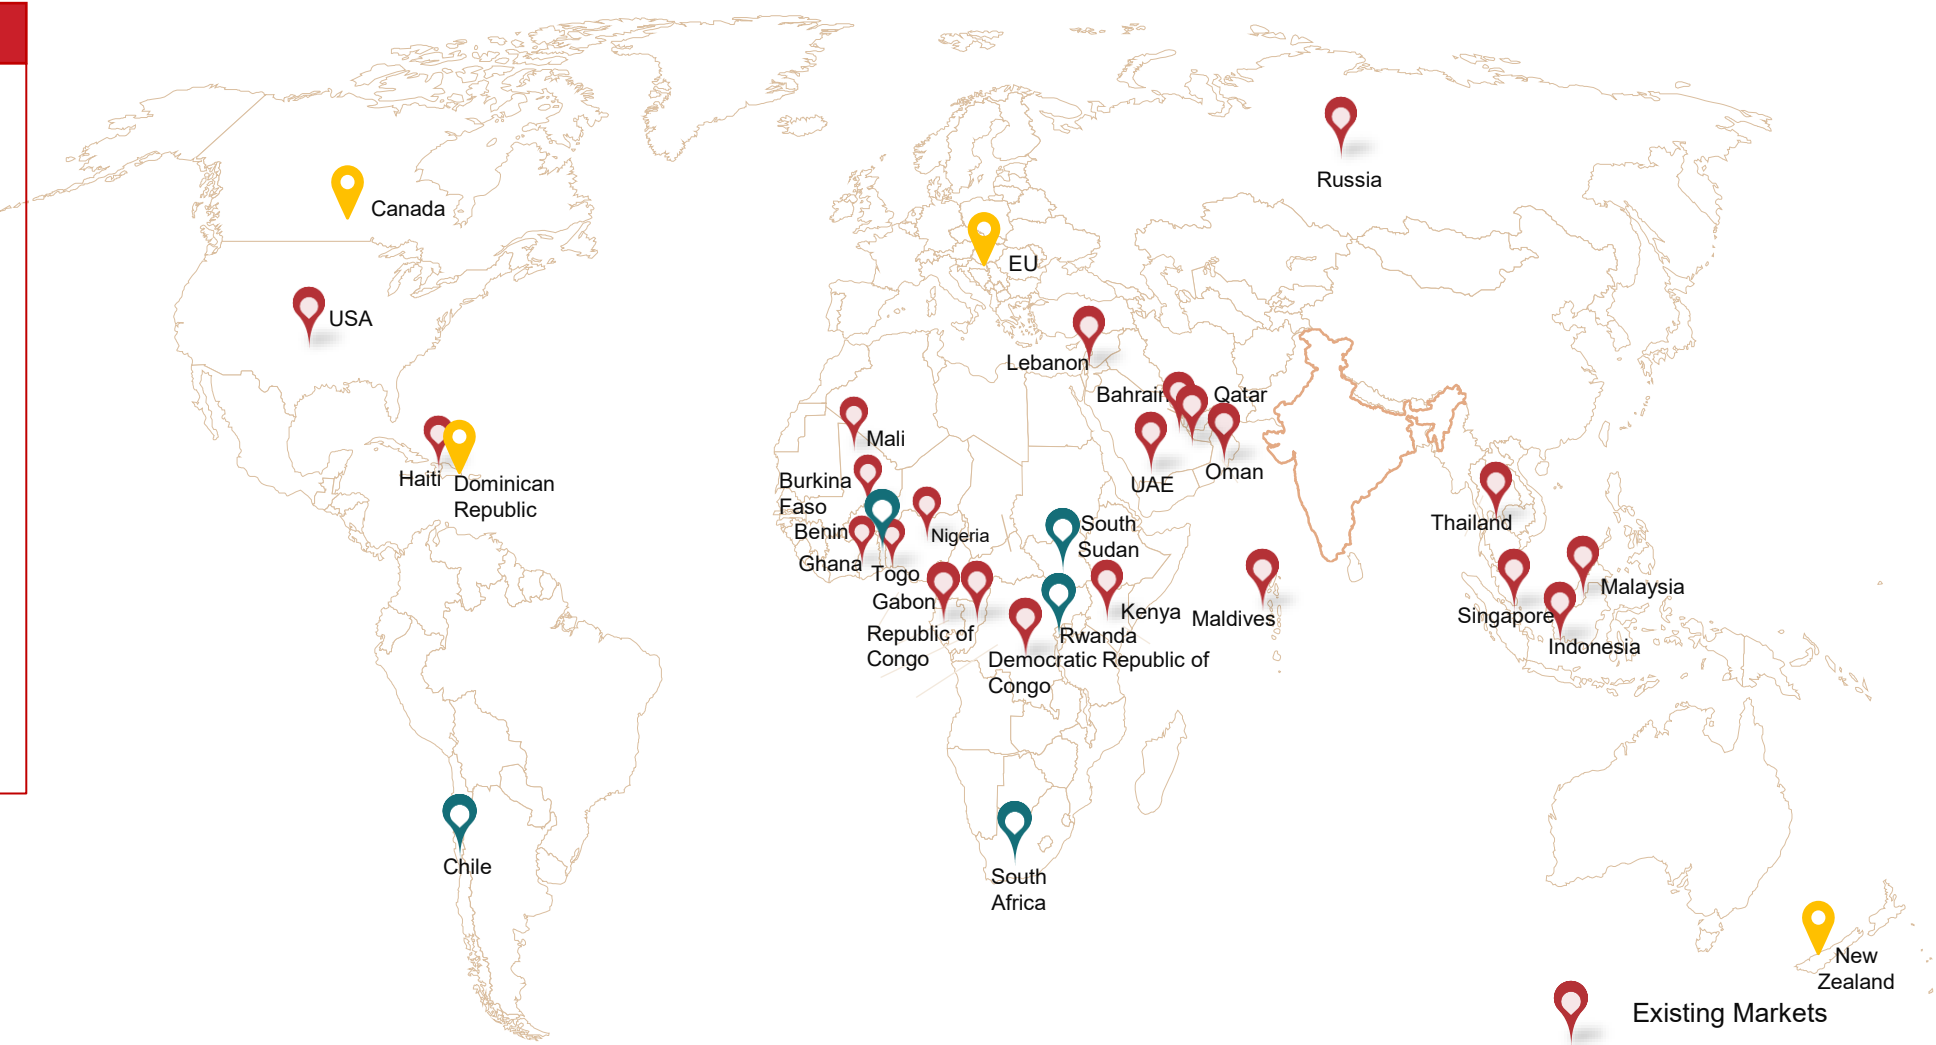 Russia
Canada
EU
USA
Lebanon
Bahrain
Qatar
Mali
Oman
Haiti
Dominican
Republic
Burkina
Faso
UAE
Thailand
Benin
Nigeria
South
Sudan
Ghana
Togo
Gabon
Kenya
Maldives
Malaysia
Singapore
Republic of
Congo
Rwanda
Indonesia
Democratic Republic of
Congo
Chile
South
Africa
New
Zealand
Existing Markets